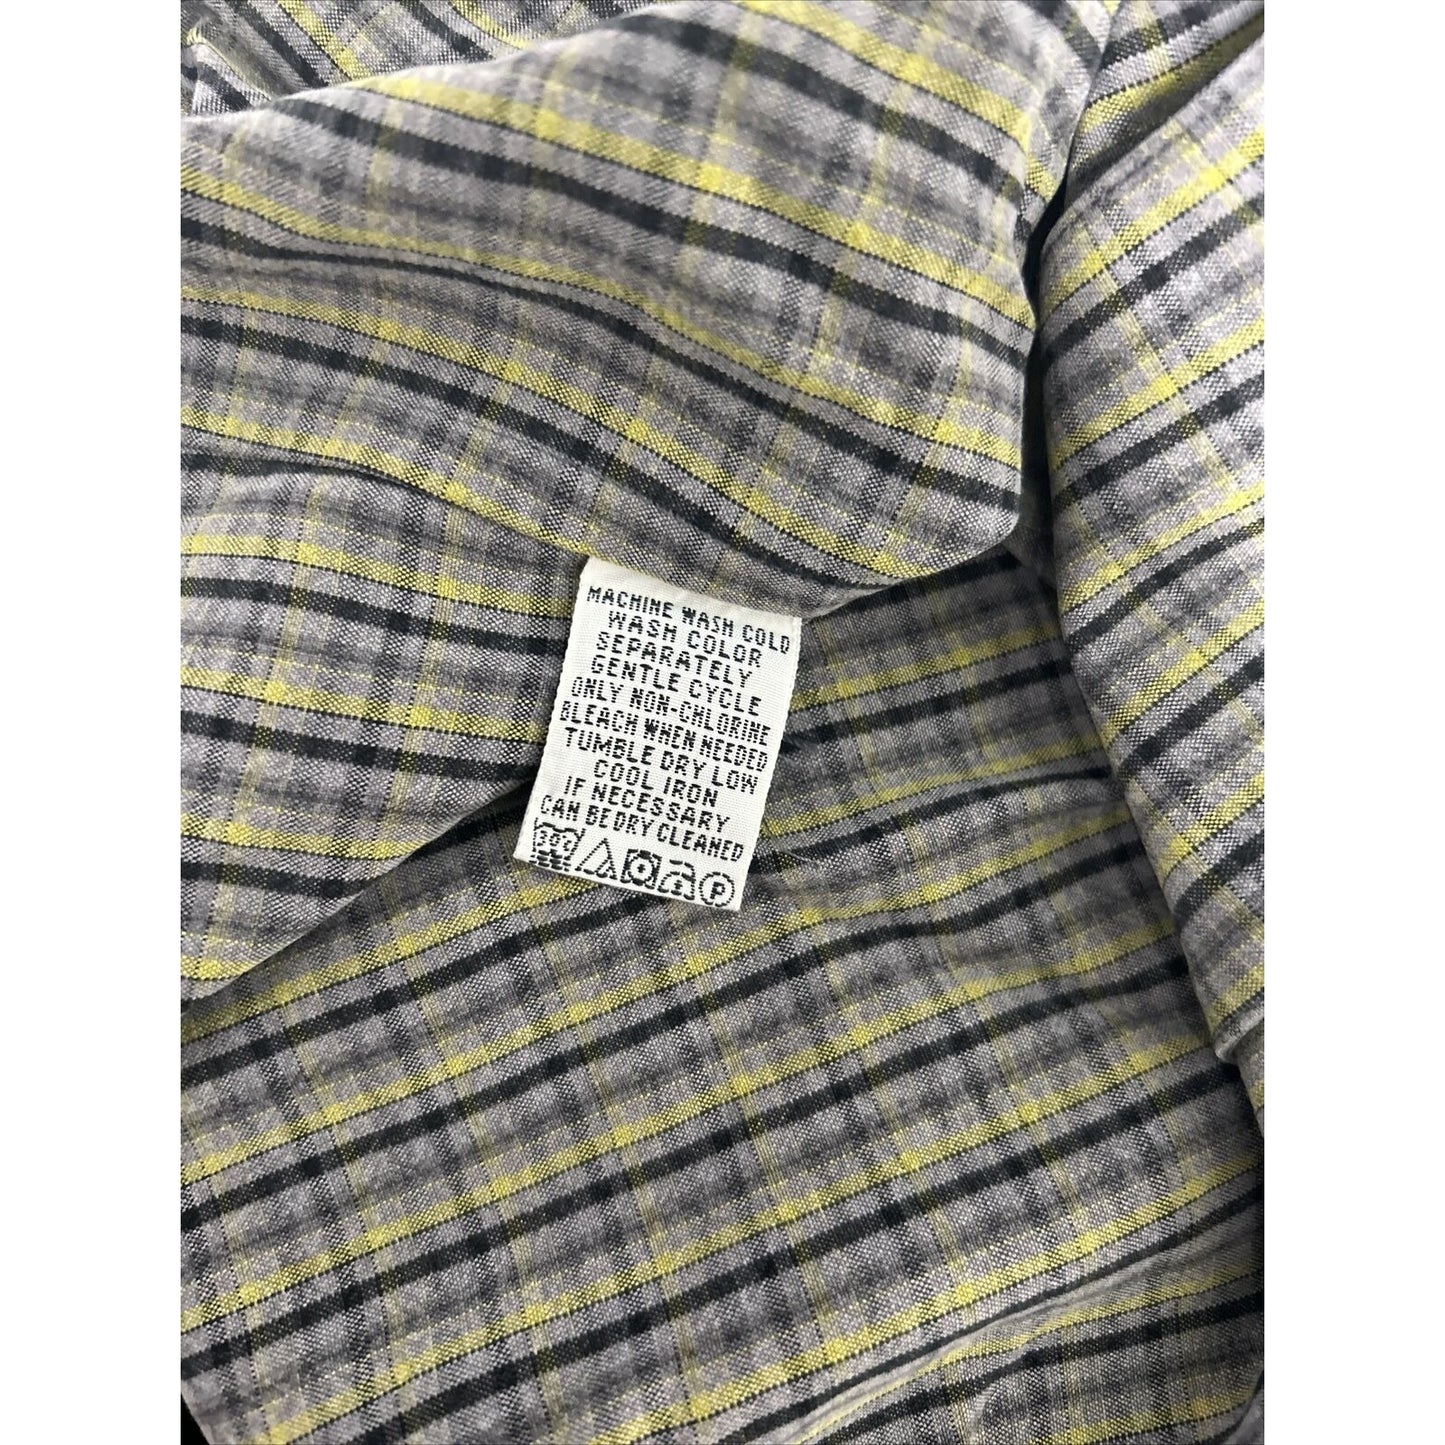 MACHINE WASH COLD
WASH COLOR
SEPARATELY
GENTLE CYCLE
ONLY NON-CHLORINE
BLEACH WHEN NEEDED
TUMBLE DRY LOW
COOL IRON
IF NECESSARY
CAN BE DRY CLEANED
P